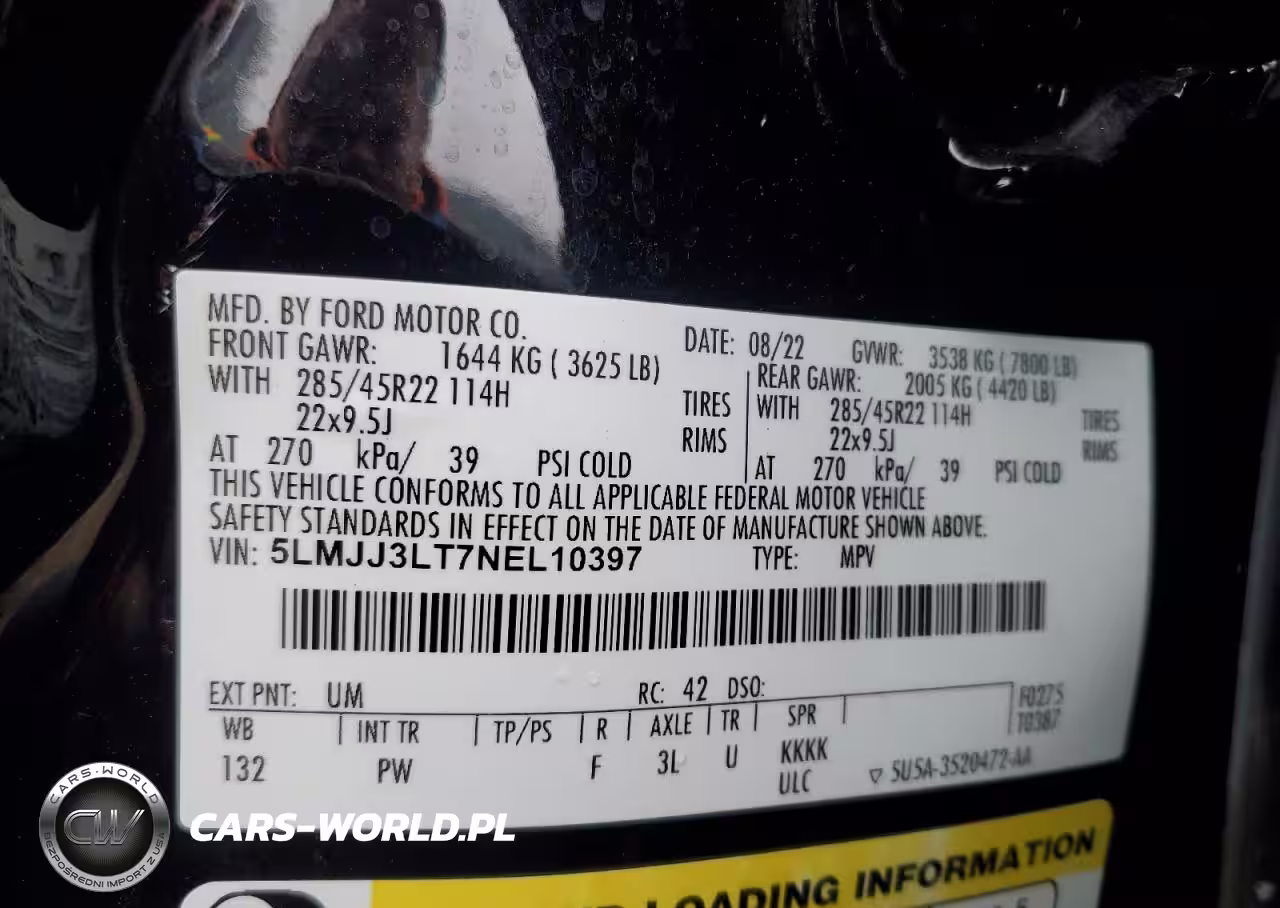 MFD. BY FORD MOTOR CO.
DATE: 08/22 GVWR: 3538 KG ( 7800 LB)
FRONT GAWR: 1644 KG ( 3625 LB)
REAR GAWR: 2005 KG ( 4420 LB)
WITH 285/45R22 114H TIRES
WITH 285/45R22 114H TIRES
22x9.5J RIMS
22x9.5J RIMS
AT 270 kPa/ 39 PSI COLD
AT 270 kPa/ 39 PSI COLD
THIS VEHICLE CONFORMS TO ALL APPLICABLE FEDERAL MOTOR VEHICLE
SAFETY STANDARDS IN EFFECT ON THE DATE OF MANUFACTURE SHOWN ABOVE.
VIN: 5LMJJ3LT7NEL10397 TYPE: MPV
EXT PNT: UM RC: 42 DSO:
F0275
WB INT TR TP/PS R AXLE TR SPR
T0387
132 PW F 3L U KKKK
ULC ▽ 5U5A-3520472-AA
CARS-WORLD
CW
BEZPOŚREDNI IMPORT Z USA
CARS-WORLD.PL
LOADING INFORMATION